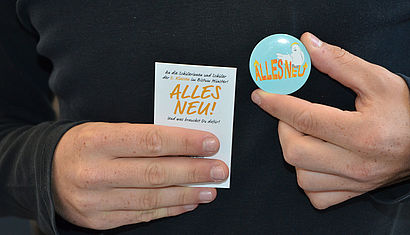 An die Schülerinnen und Schüler
der 5. Klassen im Bistum Münster!
ALLES
NEU!
Und was brauchst Du dafür?
ALLES NEU!